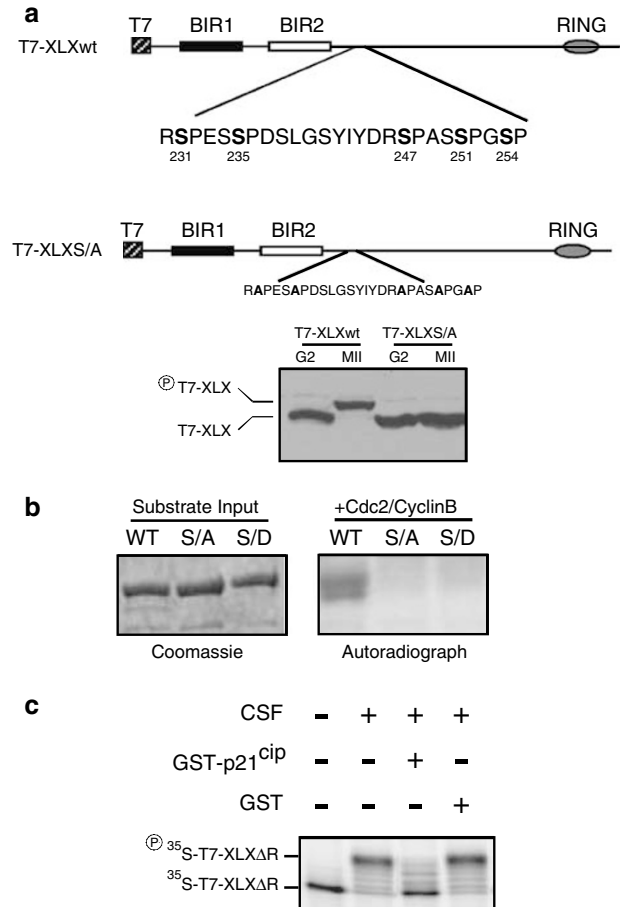 a
T7 BIR1 BIR2 RING
T7-XLXwt
RSPESSPDSLGSYIYDRSPASSPGSP
231 235 247 251 254
T7 BIR1 BIR2 RING
T7-XLXS/A
RAPESAPDSLGSYIYDRAPASAPGAP
T7-XLXwt T7-XLXS/A
G2 MII G2 MII
Ⓟ T7-XLX
T7-XLX
b
Substrate Input +Cdc2/CyclinB
WT S/A S/D WT S/A S/D
Coomassie Autoradiograph
c
CSF - + + +
GST-p21cip - - + -
GST - - - +
Ⓟ 35S-T7-XLXΔR
35S-T7-XLXΔR